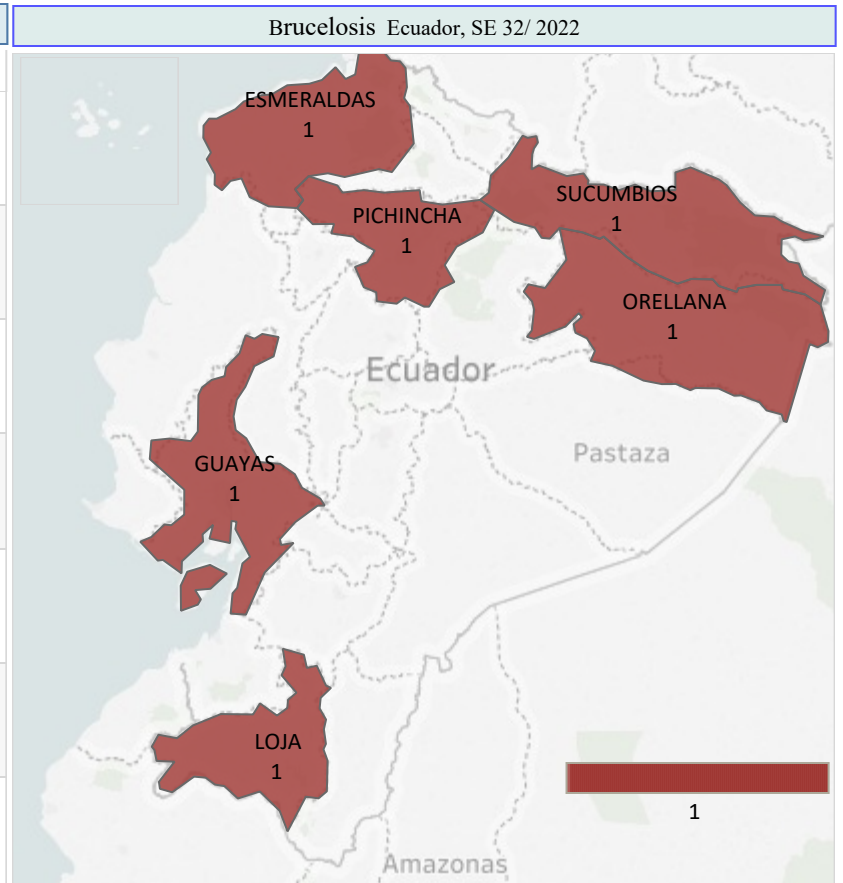 Brucelosis Ecuador, SE 32/ 2022
ESMERALDAS
1
SUCUMBIOS
1
PICHINCHA
1
ORELLANA
1
Ecuador
Pastaza
GUAYAS
1
LOJA
1
1
Amazonas